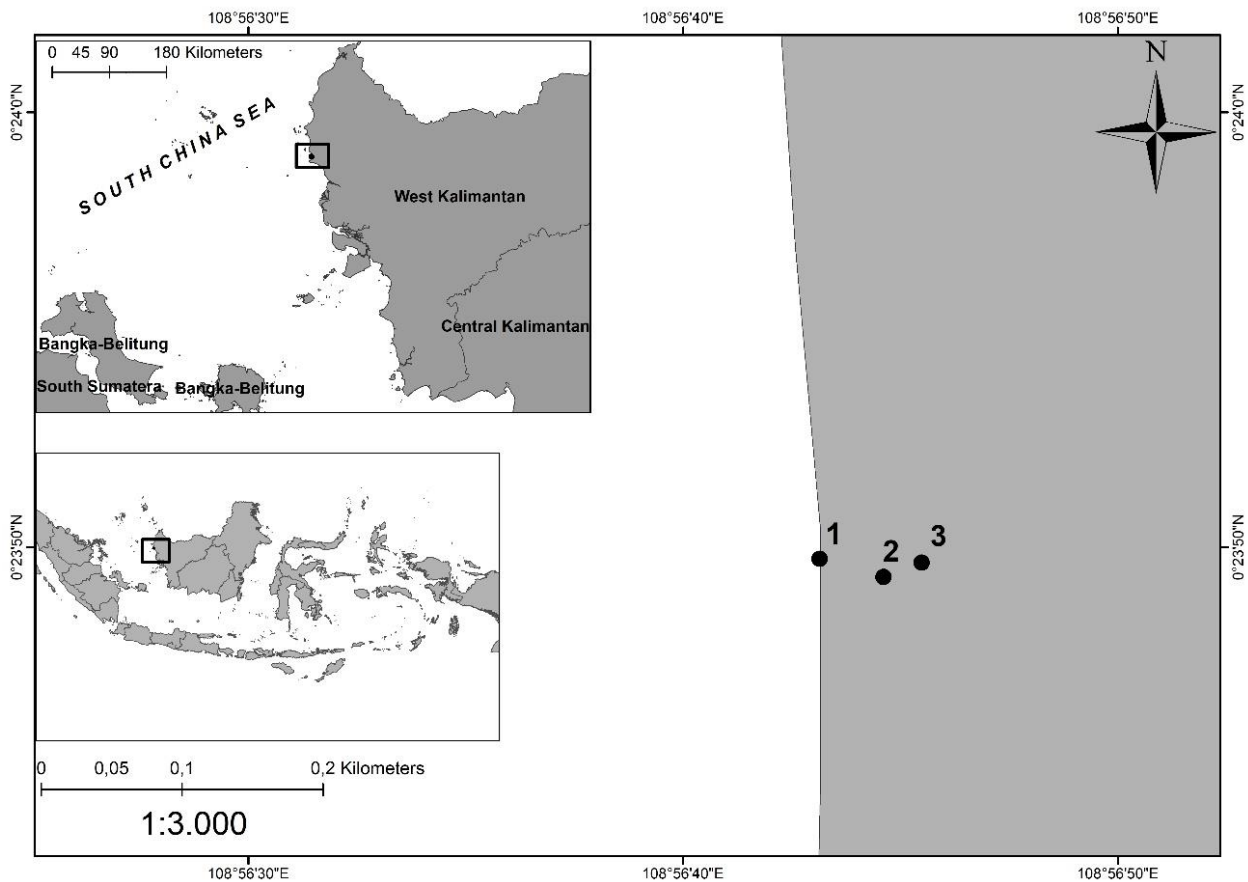 108°56'30"E 108°56'40"E 108°56'50"E
0 45 90 180 Kilometers
N
0°24'0"N
0°24'0"N
SOUTH CHINA SEA
West Kalimantan
Central Kalimantan
Bangka-Belitung
South Sumatera
Bangka-Belitung
1
2
3
0°23'50"N
0°23'50"N
0 0,05 0,1 0,2 Kilometers
1:3.000
108°56'30"E 108°56'40"E 108°56'50"E